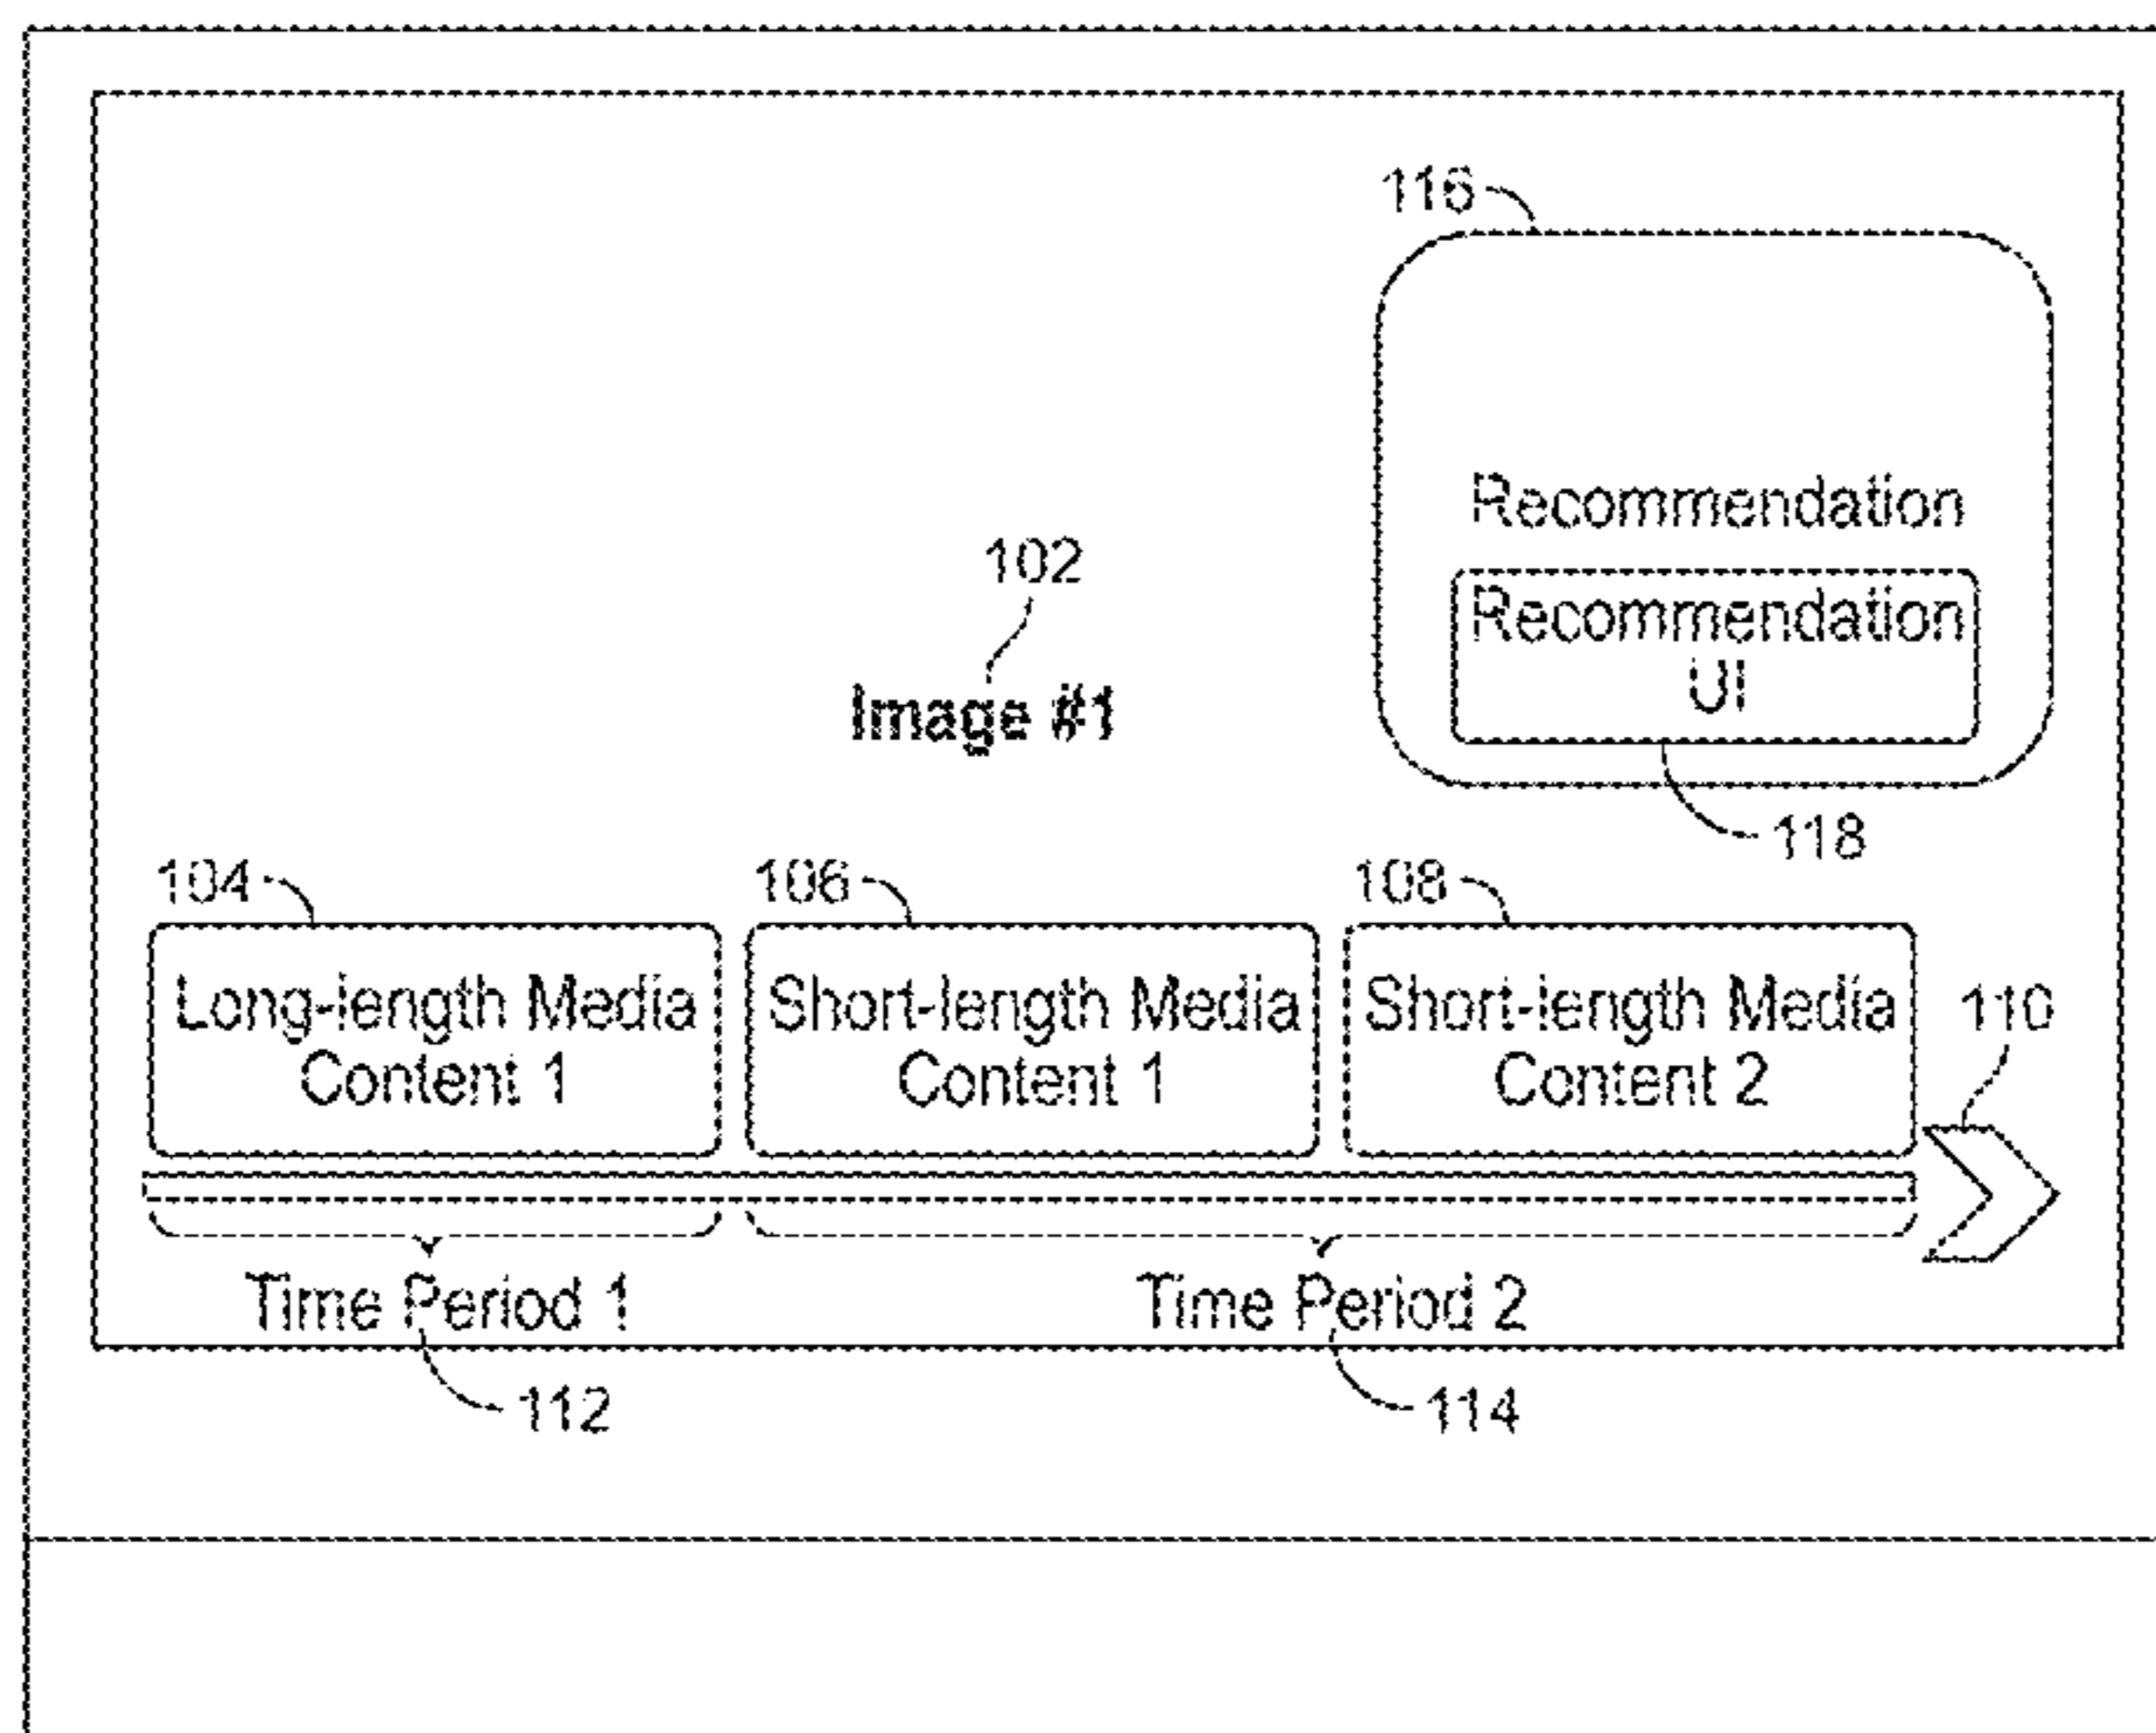 116
Recommendation
102
Recommendation
UI
Image #1
118
104
106
108
Long-length Media
Content 1
Short-length Media
Content 1
Short-length Media
Content 2
110
Time Period 1
Time Period 2
112
114